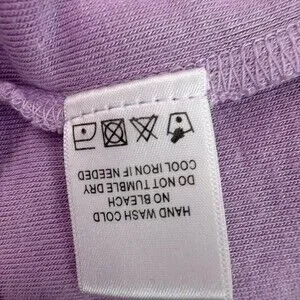 HAND WASH COLD
NO BLEACH
DO NOT TUMBLE DRY
COOL IRON IF NEEDED